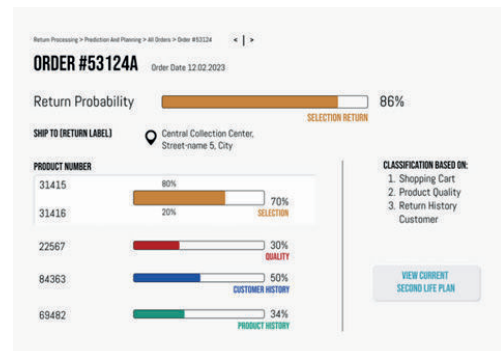 Return Processing > Prediction And Planning > All Orders > Order #53124 < | >
ORDER #53124A Order Date 12.02.2023
Return Probability 86%
SELECTION RETURN
SHIP TO (RETURN LABEL) Central Collection Center,
Street-name 5, City
PRODUCT NUMBER
31415 80%
70%
31416 20% SELECTION
22567 30%
QUALITY
84363 50%
CUSTOMER HISTORY
69482 34%
PRODUCT HISTORY
CLASSIFICATION BASED ON:
1. Shopping Cart
2. Product Quality
3. Return History
Customer
VIEW CURRENT
SECOND LIFE PLAN